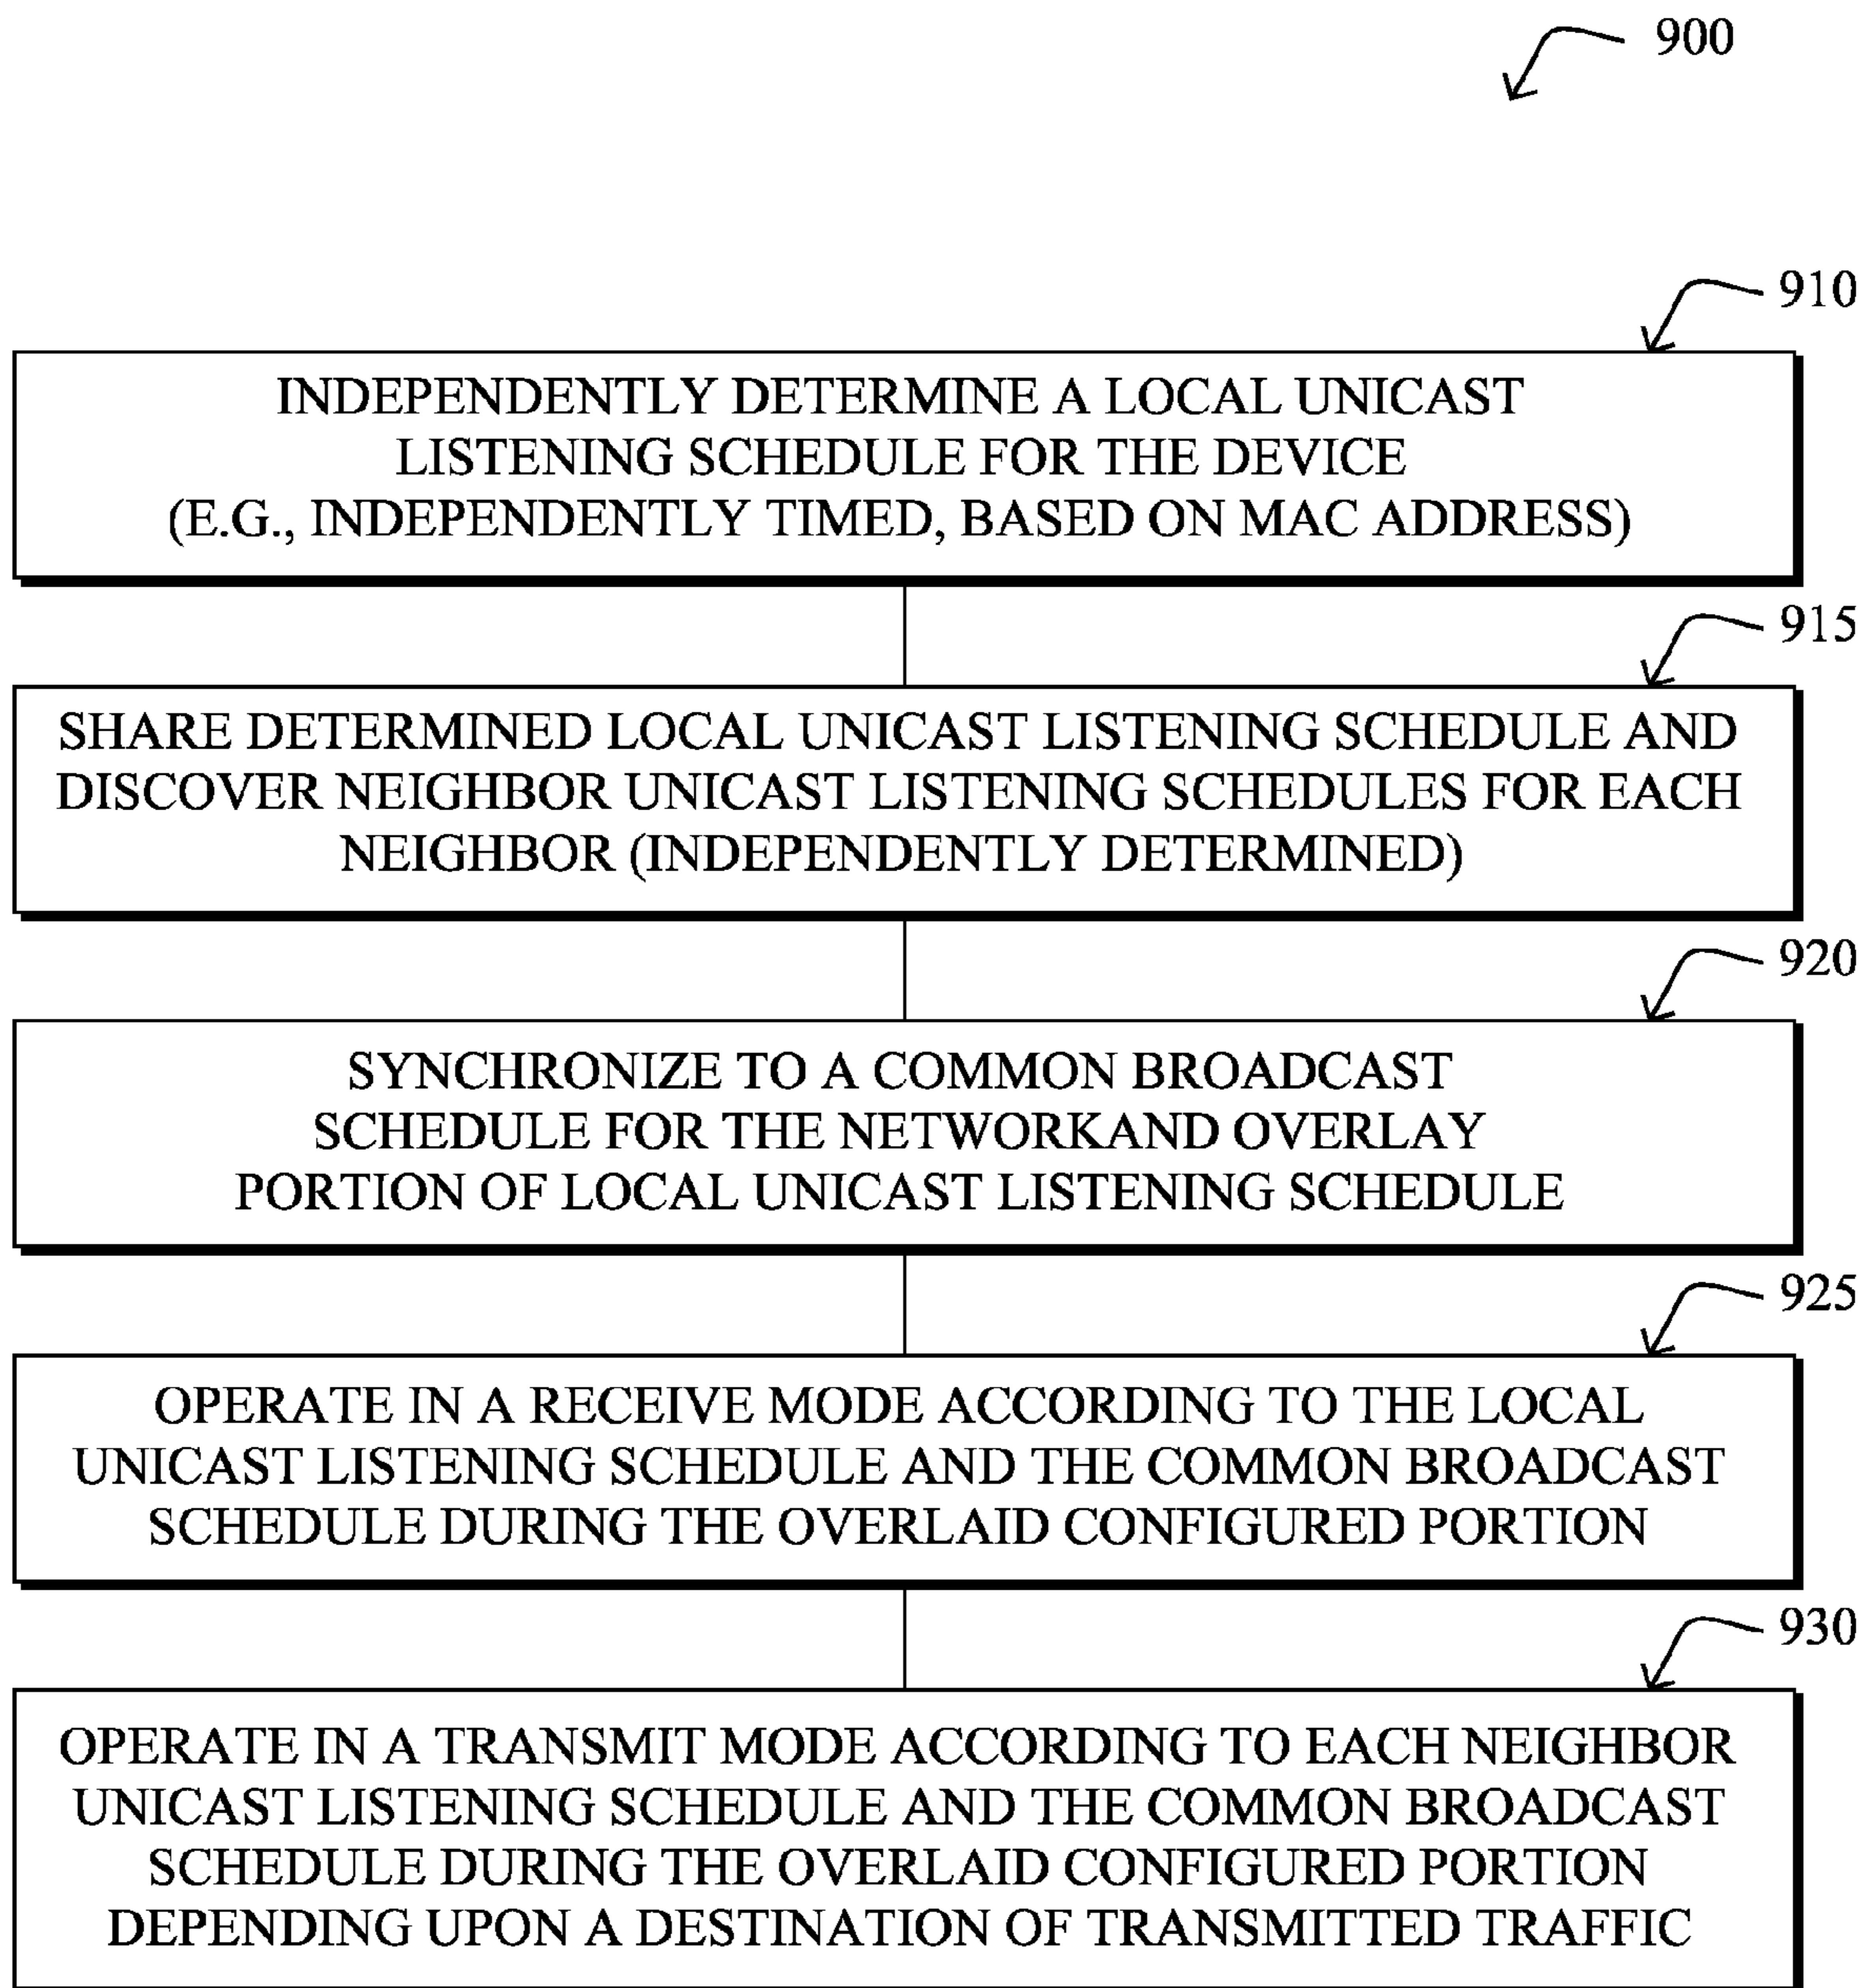 900
910
INDEPENDENTLY DETERMINE A LOCAL UNICAST
LISTENING SCHEDULE FOR THE DEVICE
(E.G., INDEPENDENTLY TIMED, BASED ON MAC ADDRESS)
915
SHARE DETERMINED LOCAL UNICAST LISTENING SCHEDULE AND
DISCOVER NEIGHBOR UNICAST LISTENING SCHEDULES FOR EACH
NEIGHBOR (INDEPENDENTLY DETERMINED)
920
SYNCHRONIZE TO A COMMON BROADCAST
SCHEDULE FOR THE NETWORKAND OVERLAY
PORTION OF LOCAL UNICAST LISTENING SCHEDULE
925
OPERATE IN A RECEIVE MODE ACCORDING TO THE LOCAL
UNICAST LISTENING SCHEDULE AND THE COMMON BROADCAST
SCHEDULE DURING THE OVERLAID CONFIGURED PORTION
930
OPERATE IN A TRANSMIT MODE ACCORDING TO EACH NEIGHBOR
UNICAST LISTENING SCHEDULE AND THE COMMON BROADCAST
SCHEDULE DURING THE OVERLAID CONFIGURED PORTION
DEPENDING UPON A DESTINATION OF TRANSMITTED TRAFFIC